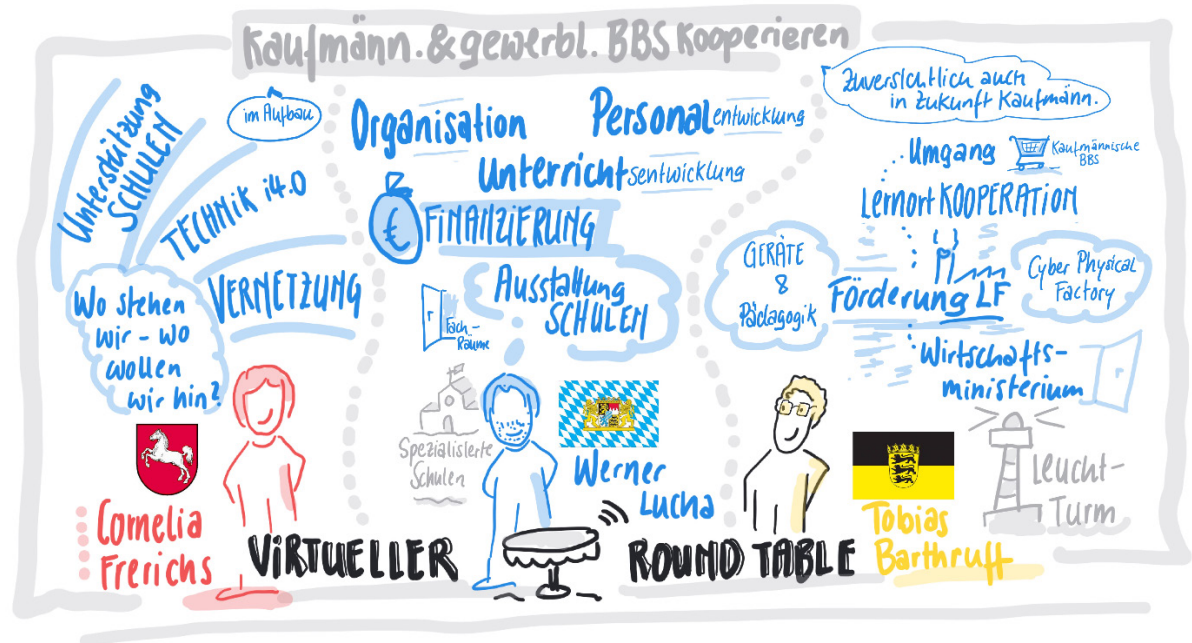 Kaufmänn. & gewerbl. BBS kooperieren
Unterstützung
SCHULEN
im Aufbau
TECHNIK i4.0
VERNETZUNG
Wo stehen
wir - wo
wollen
wir hin?
Cornelia
Frerichs
Organisation
Personalentwicklung
Unterrichtsentwicklung
€ FINANZIERUNG
Ausstattung
SCHULEN
Fach-
Räume
Spezialisierte
Schulen
Werner
Lucha
Zuversichtlich auch
in Zukunft Kaufmänn.
Umgang
Kaufmännische
BBS
Lernort KOOPERATION
GERÄTE
&
Pädagogik
Förderung LF
Cyber Physical
Factory
Wirtschafts-
ministerium
Leucht-
Turm
Tobias
Barthruff
VIRTUELLER ROUND TABLE